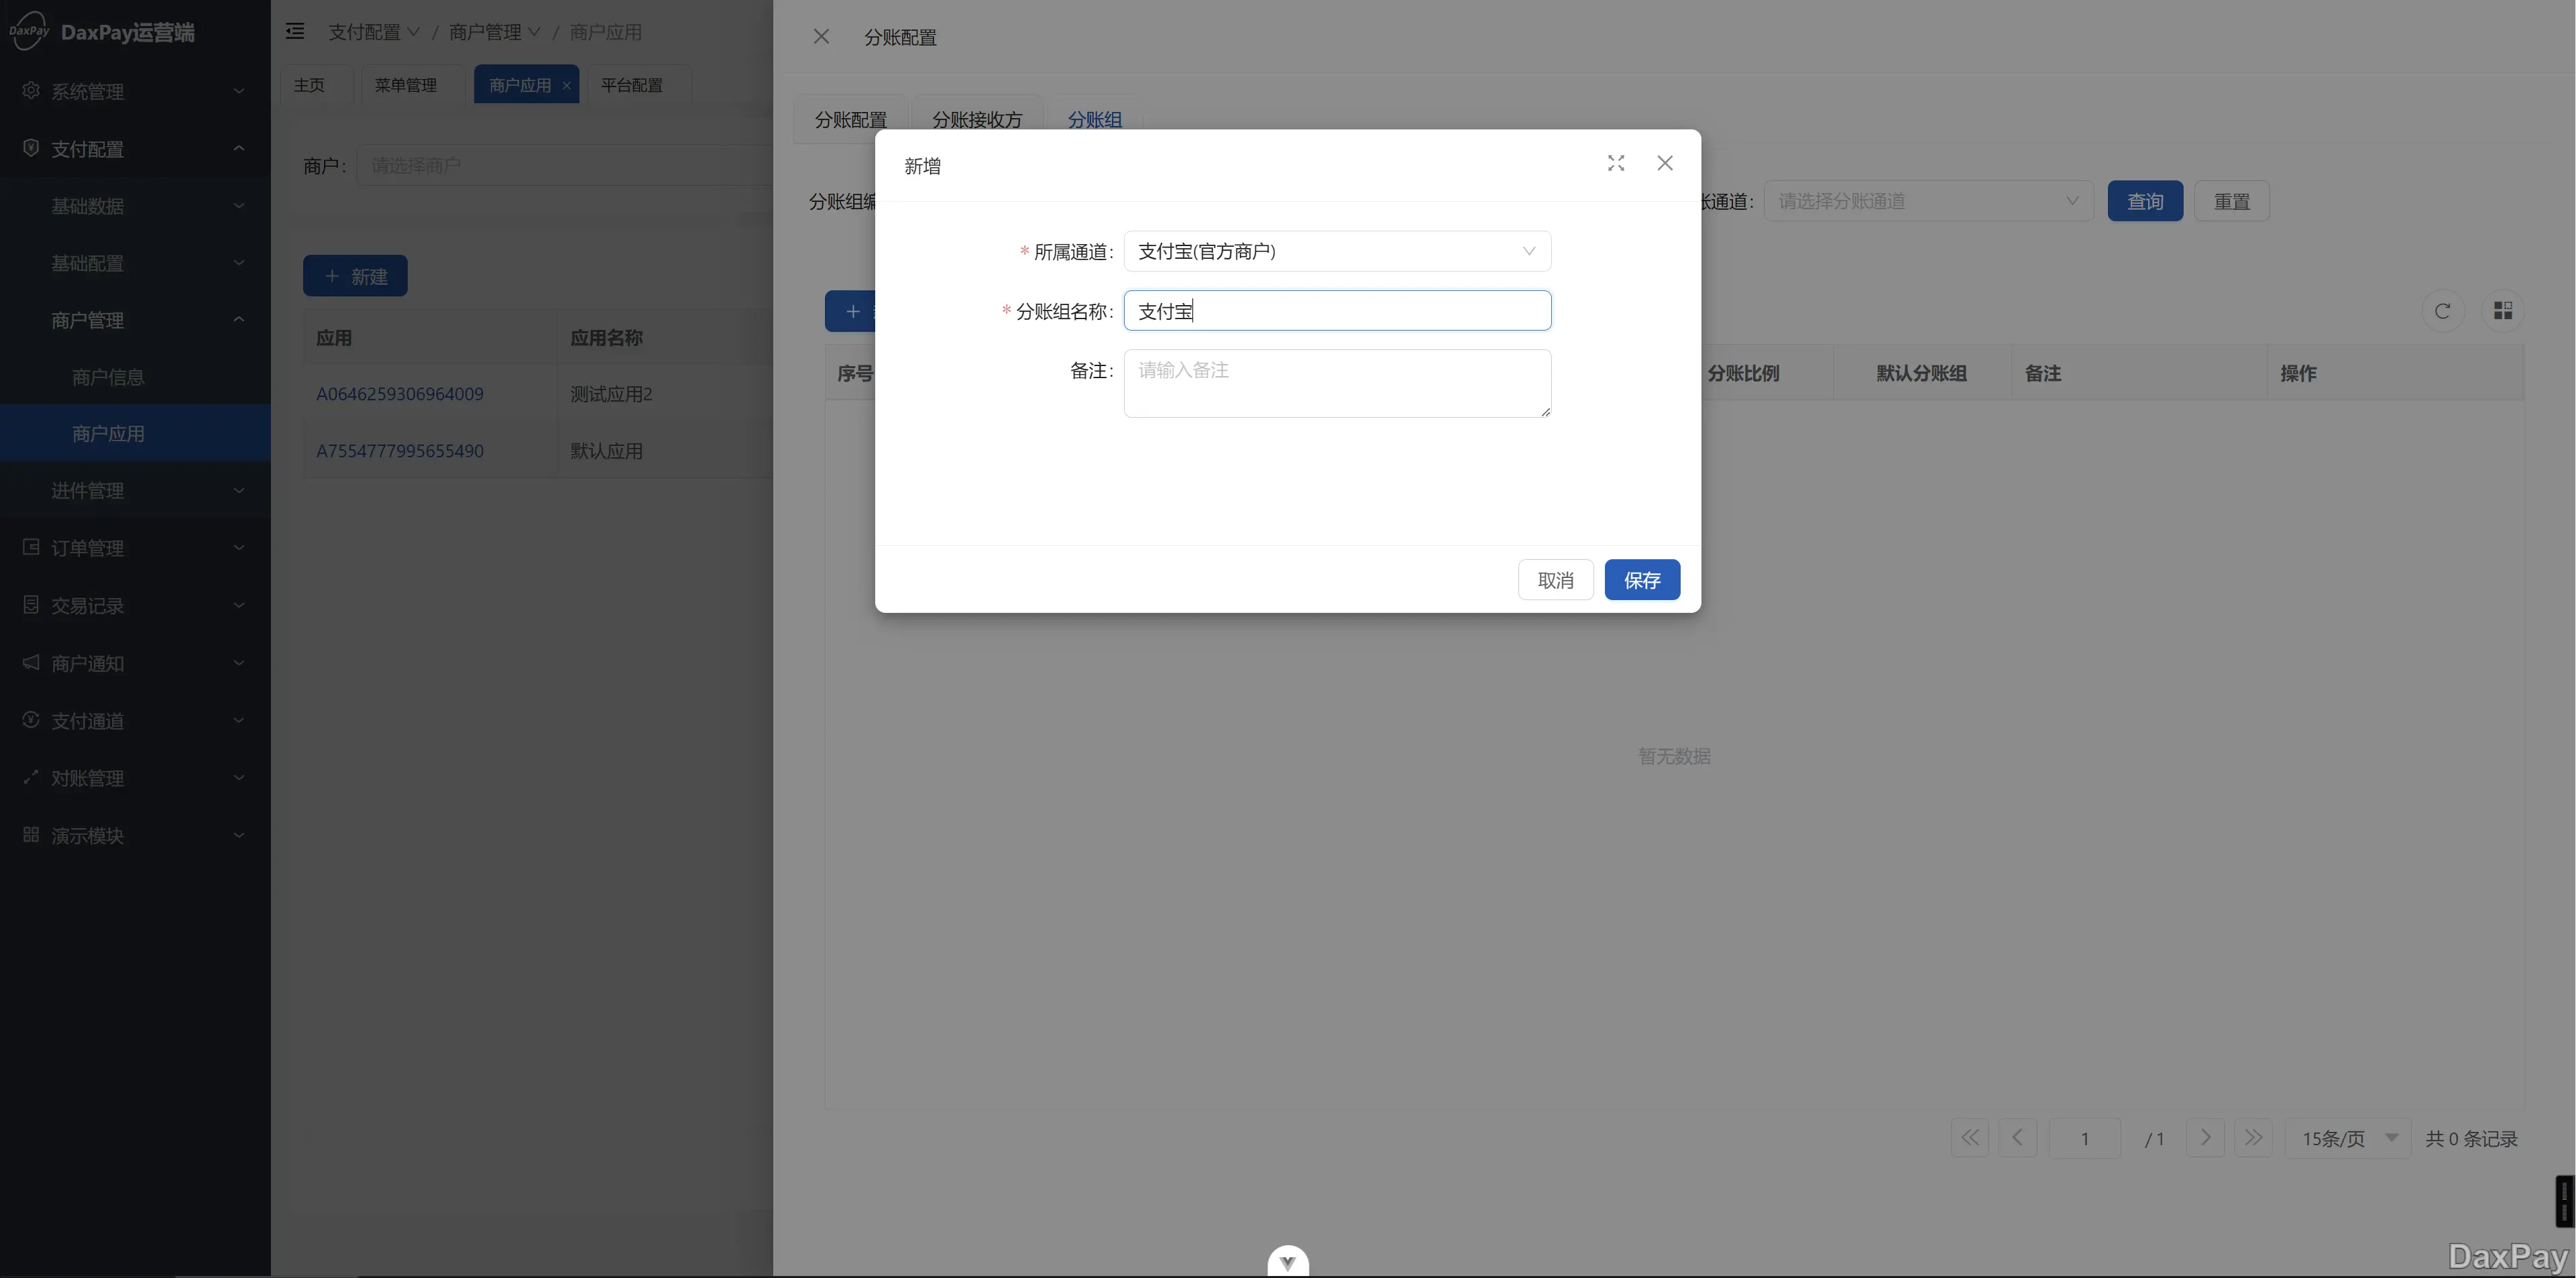 DaxPay DaxPay运营端
系统管理
支付配置
基础数据
基础配置
商户管理
商户信息
商户应用
进件管理
订单管理
交易记录
商户通知
支付通道
对账管理
演示模块
支付配置 / 商户管理 / 商户应用
主页 菜单管理 商户应用 平台配置
商户: 请选择商户
新建
应用 应用名称
A0646259306964009 测试应用2
A7554777995655490 默认应用
分账配置
分账配置 分账接收方 分账组
分账组编 通道: 请选择分账通道 查询 重置
序号 分账比例 默认分账组 备注 操作
暂无数据
1 / 1 15条/页 共 0 条记录
新增
* 所属通道: 支付宝(官方商户)
* 分账组名称: 支付宝
备注: 请输入备注
取消 保存
DaxPay